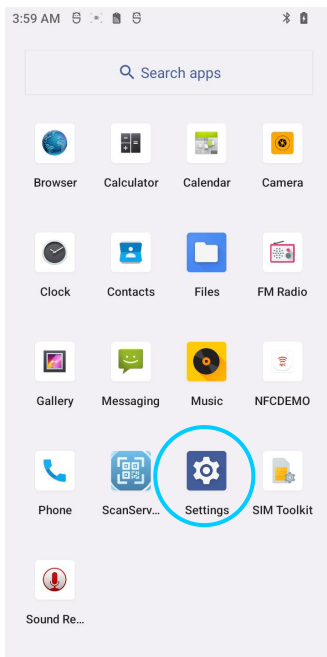 3:59 AM
Search apps
Browser Calculator Calendar Camera
Clock Contacts Files FM Radio
Gallery Messaging Music NFCDEMO
Phone ScanServ... Settings SIM Toolkit
Sound Re...